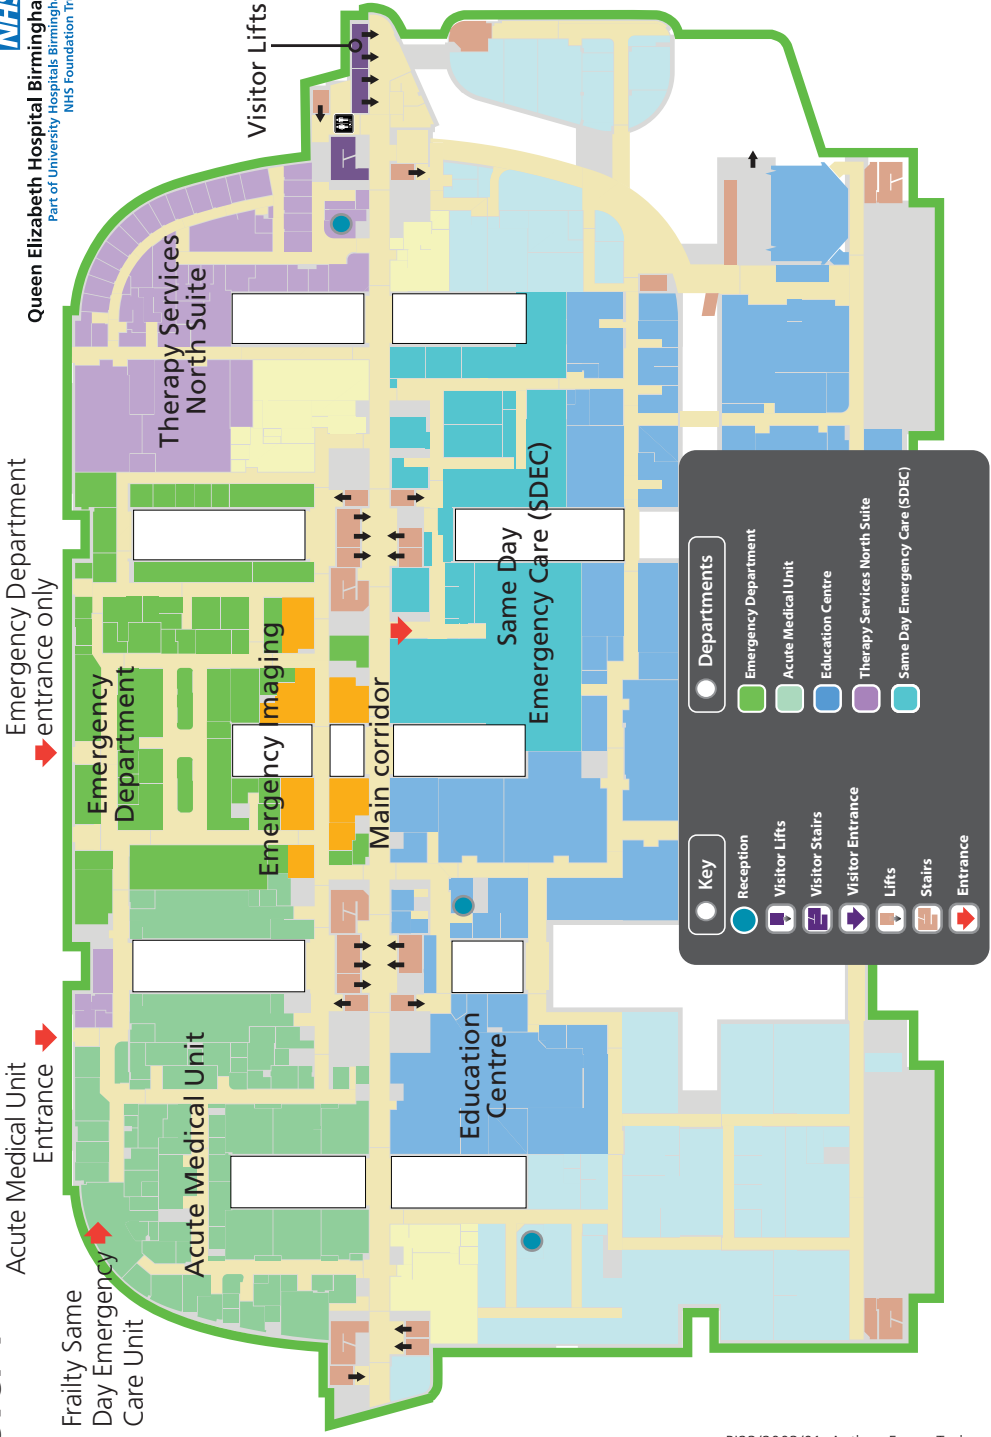 NHS
Queen Elizabeth Hospital Birmingha
Part of University Hospitals Birmingha
NHS Foundation Tr
Visitor Lifts
Therapy Services
North Suite
Emergency Department
entrance only
Emergency
Department
Emergency Imaging
Main corridor
Same Day
Emergency Care (SDEC)
Acute Medical Unit
Entrance
Acute Medical Unit
Education
Centre
Frailty Same
Day Emergency
Care Unit
Key
Reception
Visitor Lifts
Visitor Stairs
Visitor Entrance
Lifts
Stairs
Entrance
Departments
Emergency Department
Acute Medical Unit
Education Centre
Therapy Services North Suite
Same Day Emergency Care (SDEC)